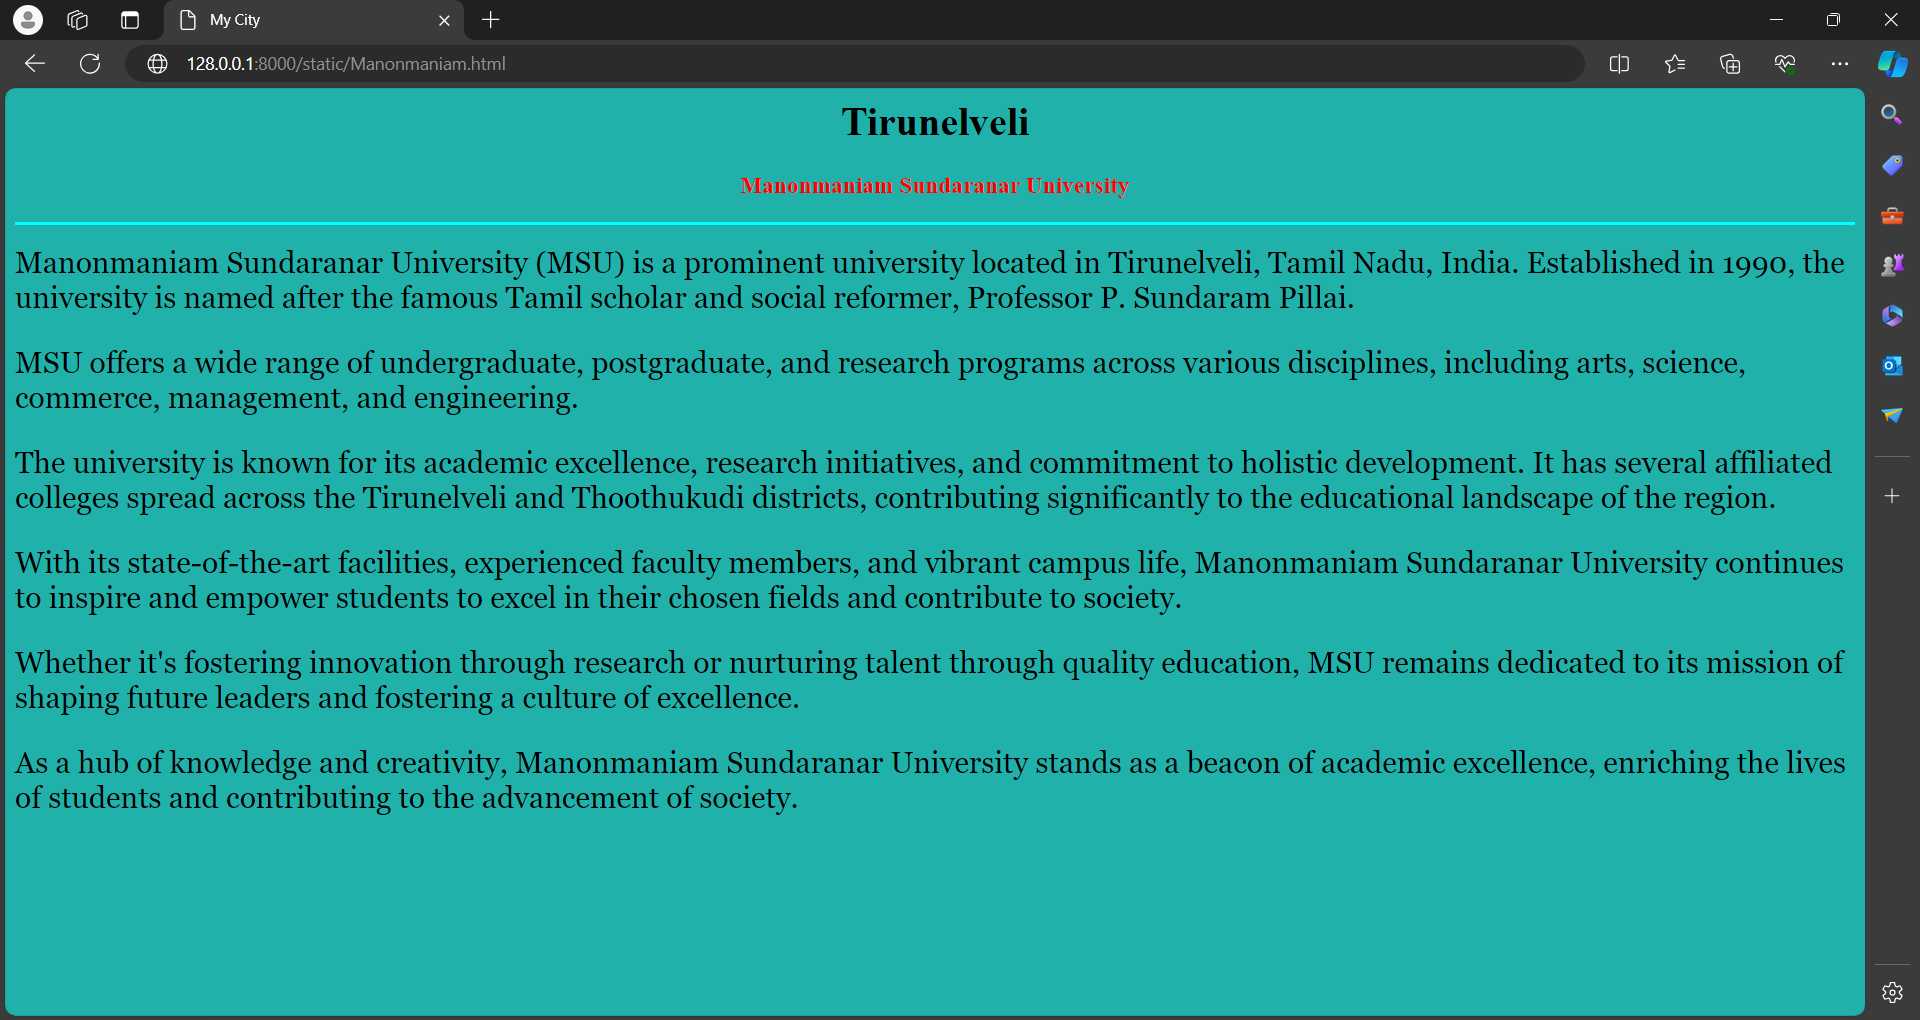 My City
128.0.0.1:8000/static/Manonmaniam.html
Tirunelveli
Manonmaniam Sundaranar University
Manonmaniam Sundaranar University (MSU) is a prominent university located in Tirunelveli, Tamil Nadu, India. Established in 1990, the
university is named after the famous Tamil scholar and social reformer, Professor P. Sundaram Pillai.
MSU offers a wide range of undergraduate, postgraduate, and research programs across various disciplines, including arts, science,
commerce, management, and engineering.
The university is known for its academic excellence, research initiatives, and commitment to holistic development. It has several affiliated
colleges spread across the Tirunelveli and Thoothukudi districts, contributing significantly to the educational landscape of the region.
With its state-of-the-art facilities, experienced faculty members, and vibrant campus life, Manonmaniam Sundaranar University continues
to inspire and empower students to excel in their chosen fields and contribute to society.
Whether it's fostering innovation through research or nurturing talent through quality education, MSU remains dedicated to its mission of
shaping future leaders and fostering a culture of excellence.
As a hub of knowledge and creativity, Manonmaniam Sundaranar University stands as a beacon of academic excellence, enriching the lives
of students and contributing to the advancement of society.